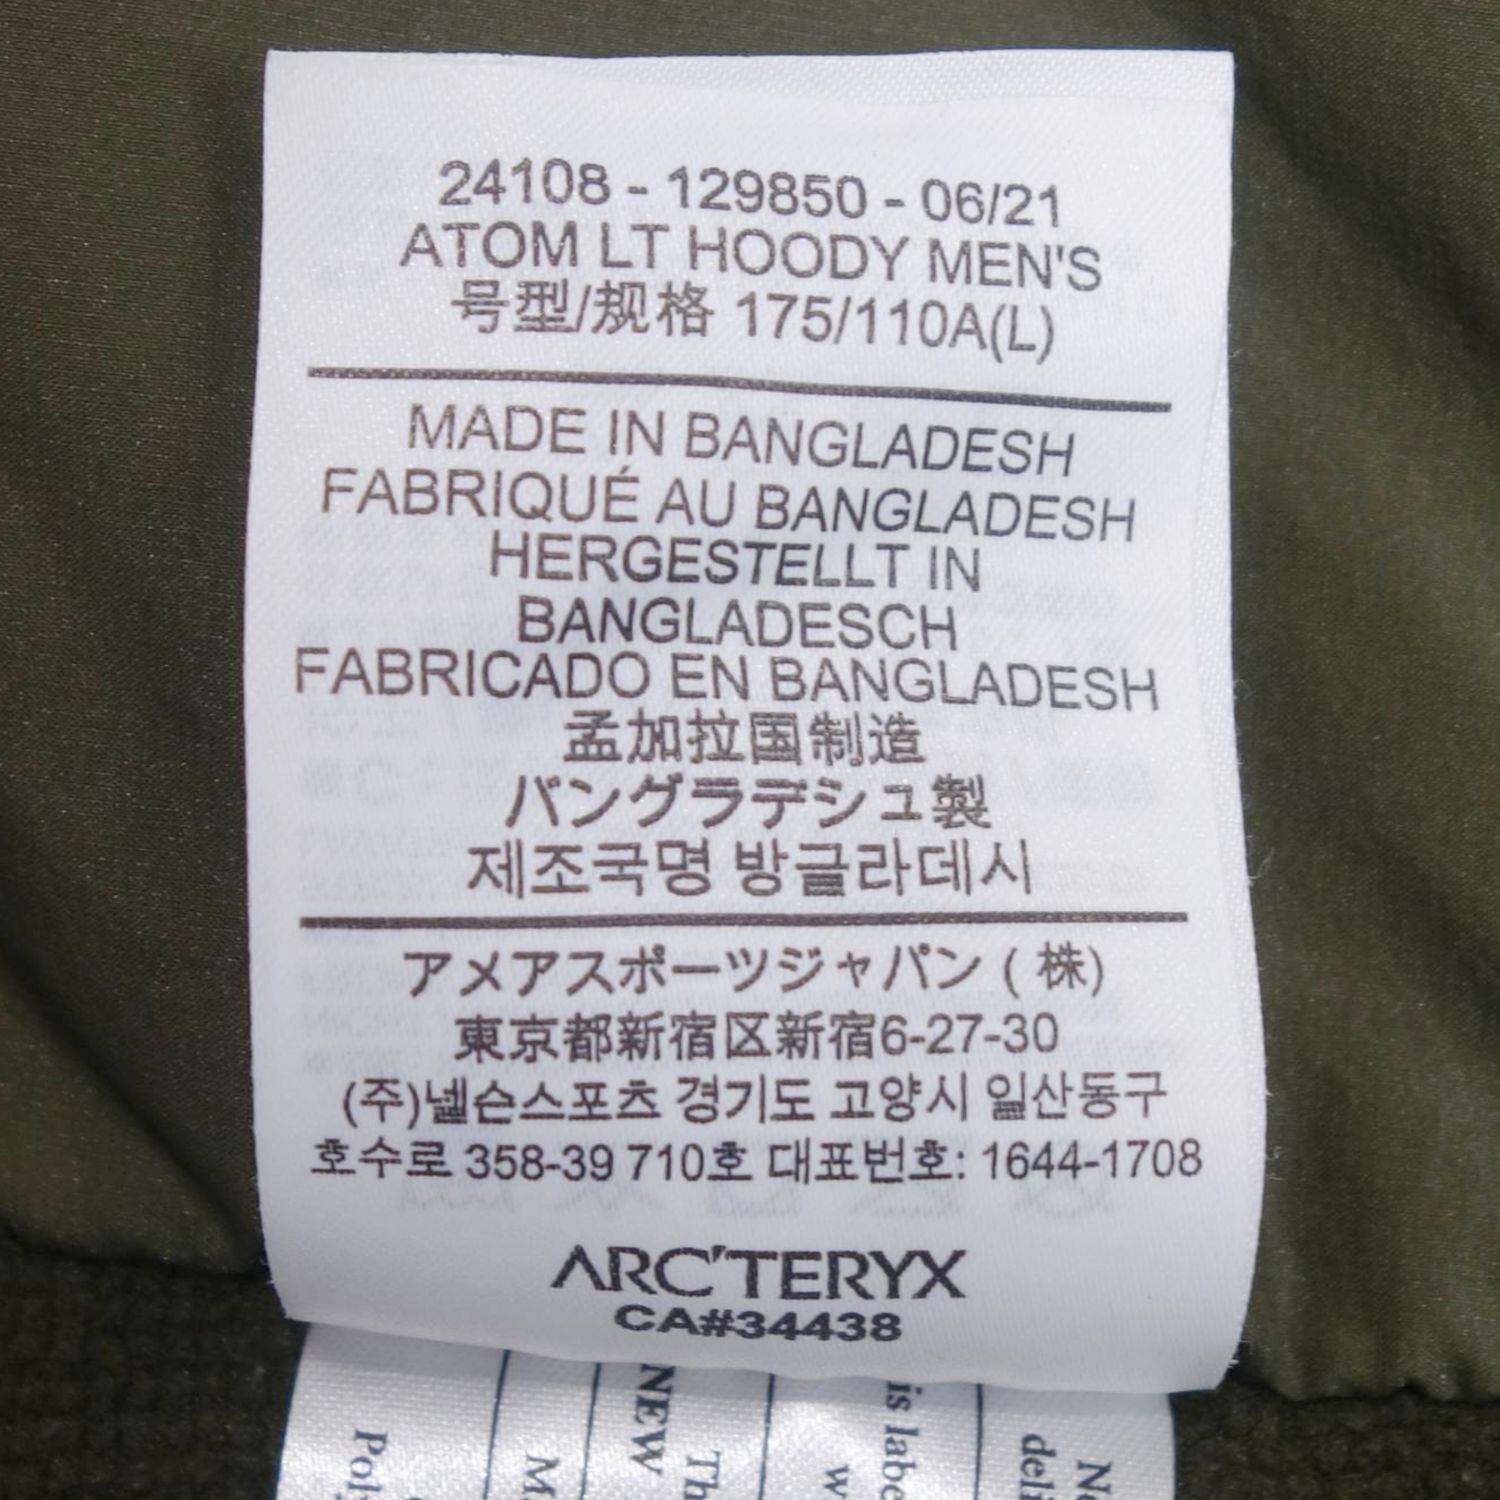 24108 - 129850 - 06/21
ATOM LT HOODY MEN'S
号型/规格 175/110A(L)
MADE IN BANGLADESH
FABRIQUÉ AU BANGLADESH
HERGESTELLT IN
BANGLADESCH
FABRICADO EN BANGLADESH
孟加拉国制造
バングラデシュ製
제조국명 방글라데시
アメアスポーツジャパン ( 株)
東京都新宿区新宿6-27-30
(주)넬슨스포츠 경기도 고양시 일산동구
호수로 358-39 710호 대표번호: 1644-1708
ARC'TERYX
CA#34438
NEW